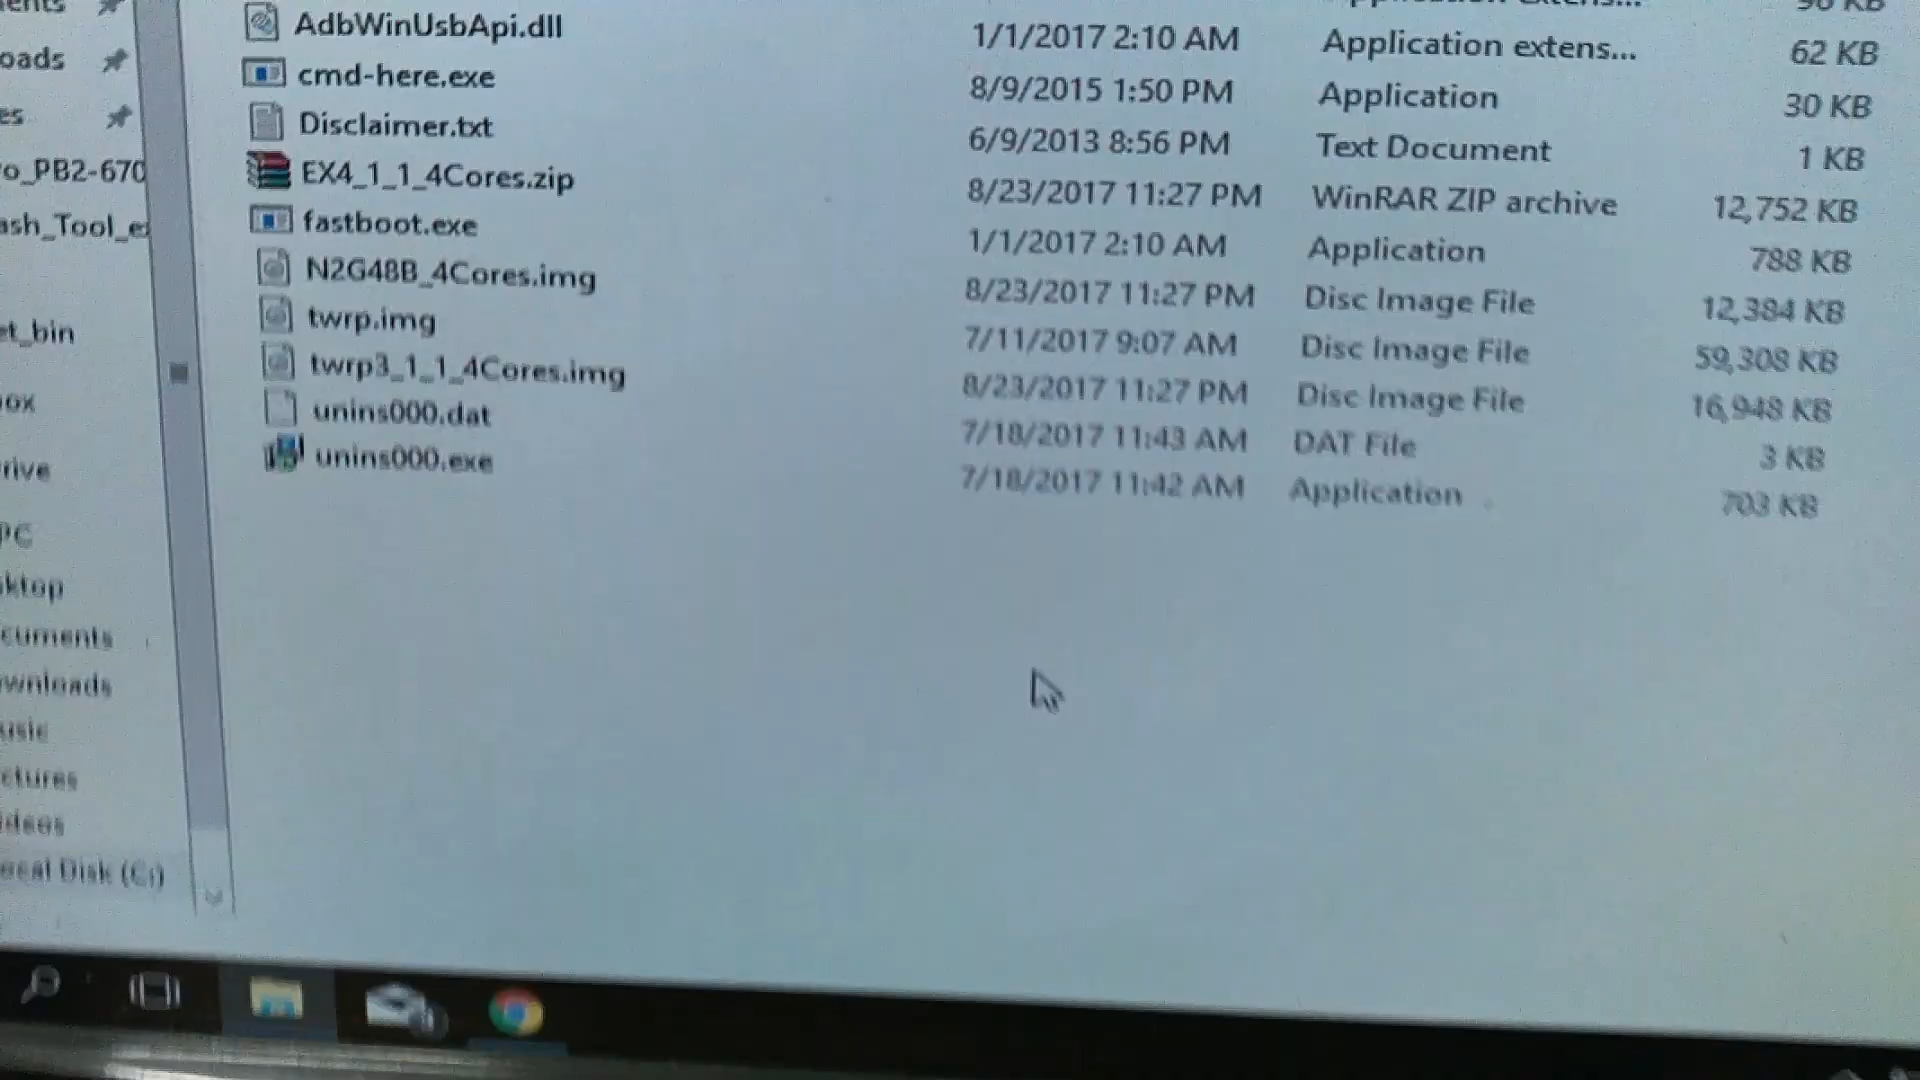 AdbWinUsbApi.dll 1/1/2017 2:10 AM Application extens... 62 KB
cmd-here.exe 8/9/2015 1:50 PM Application 30 KB
Disclaimer.txt 6/9/2013 8:56 PM Text Document 1 KB
EX4_1_1_4Cores.zip 8/23/2017 11:27 PM WinRAR ZIP archive 12,752 KB
fastboot.exe 1/1/2017 2:10 AM Application 788 KB
N2G48B_4Cores.img 8/23/2017 11:27 PM Disc Image File 12,384 KB
twrp.img 7/11/2017 9:07 AM Disc Image File 59,308 KB
twrp3_1_1_4Cores.img 8/23/2017 11:27 PM Disc Image File 16,948 KB
unins000.dat 7/18/2017 11:43 AM DAT File 3 KB
unins000.exe 7/18/2017 11:42 AM Application 703 KB
oads
es
o_PB2-670
ash_Tool_e
et_bin
ox
rive
PC
ktop
cuments
wnloads
usic
ctures
ideos
ocal Disk (C:)